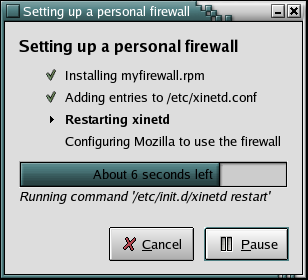 Setting up a personal firewall
Setting up a personal firewall
Installing myfirewall.rpm
Adding entries to /etc/xinetd.conf
Restarting xinetd
Configuring Mozilla to use the firewall
About 6 seconds left
Running command '/etc/init.d/xinetd restart'
Cancel Pause